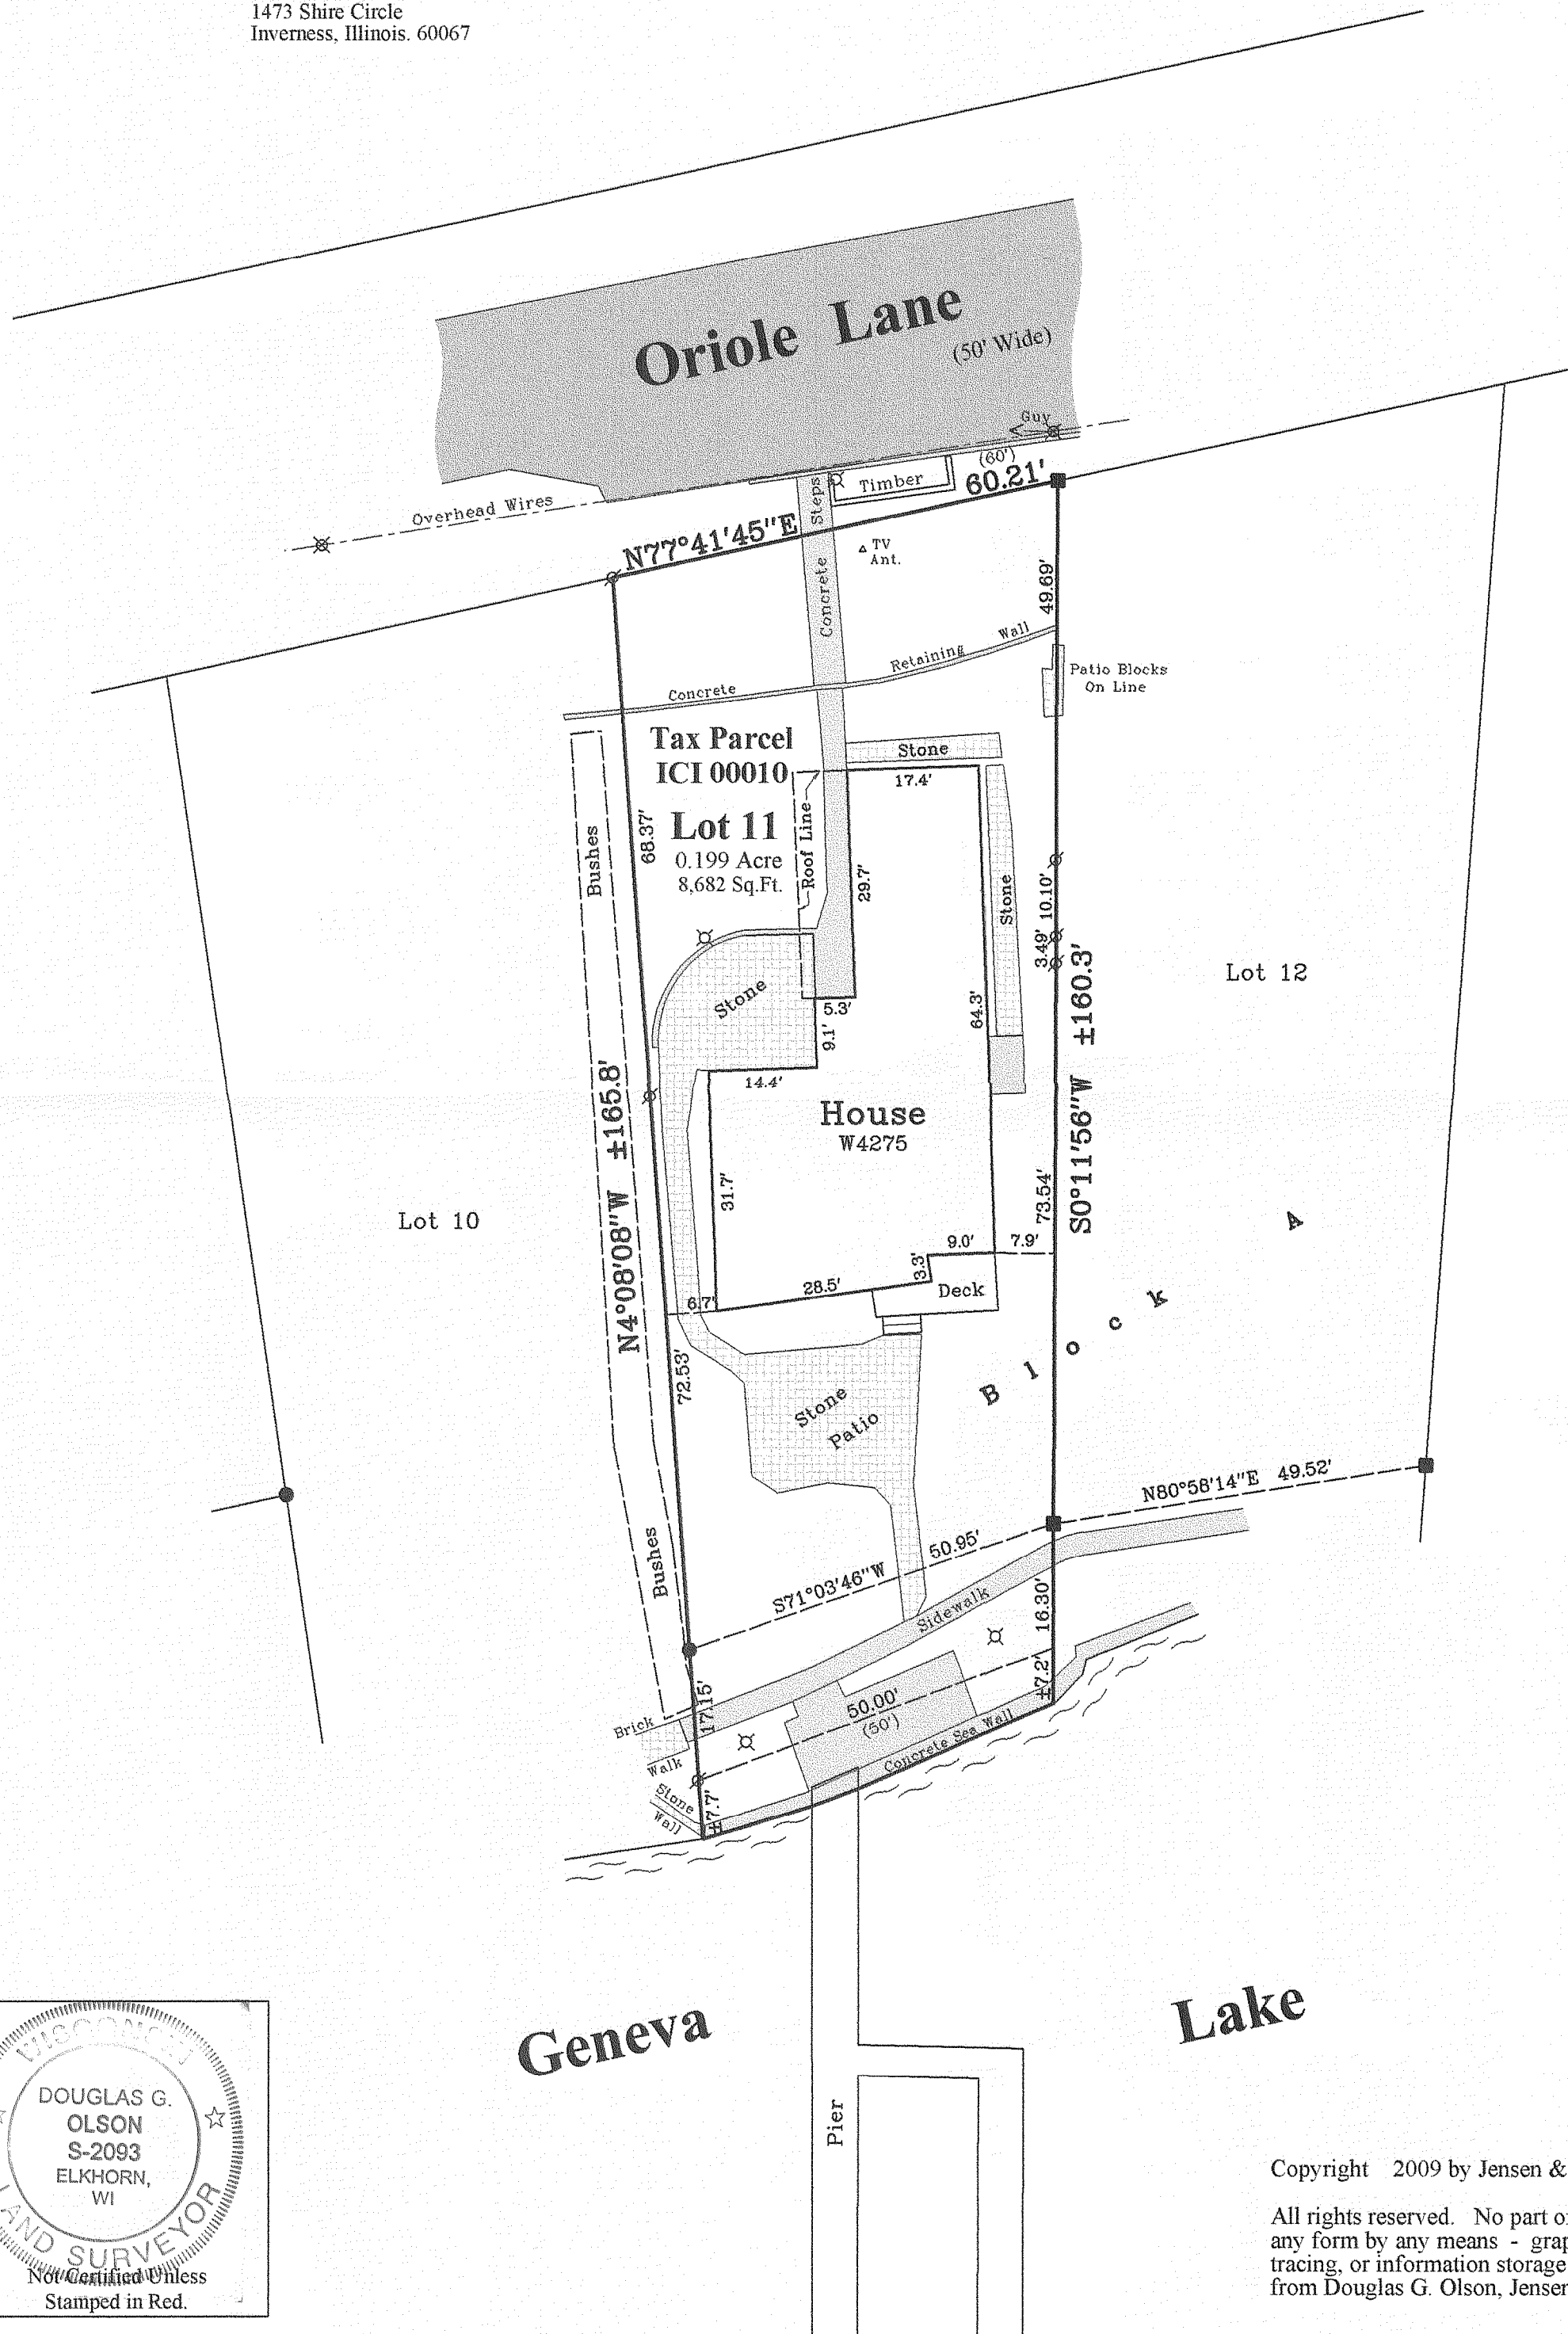 1473 Shire Circle
Inverness, Illinois. 60067
Oriole Lane
(50' Wide)
Guy
(60')
60.21'
Timber
Overhead Wires
N77°41'45"E
Steps
Concrete
TV
Ant.
49.69'
Concrete Retaining Wall
Patio Blocks
On Line
Tax Parcel
ICI 00010
Stone
17.4'
Lot 11
0.199 Acre
8,682 Sq.Ft.
68.37'
Bushes
Roof Line
29.7'
Stone
10.10'
3.49'
Stone
5.3'
9.1'
64.3'
S0°11'56"W ±160.3'
Lot 12
14.4'
House
W4275
N4°08'08"W ±165.8'
31.7'
73.54'
Lot 10
Block A
9.0'
7.9'
3.3'
28.5'
Deck
6.7'
72.53'
Stone
Patio
N80°58'14"E 49.52'
50.95'
S71°03'46"W
Bushes
Sidewalk
16.30'
±7.2'
17.15'
50.00'
(50')
Brick
Walk
Concrete Sea Wall
Stone
Wall
±7.7'
Geneva Lake
Pier
WISCONSIN
DOUGLAS G.
OLSON
S-2093
ELKHORN,
WI
LAND SURVEYOR
Not Certified Unless
Stamped in Red.
Copyright 2009 by Jensen &
All rights reserved. No part o
any form by any means - grap
tracing, or information storage
from Douglas G. Olson, Jensen